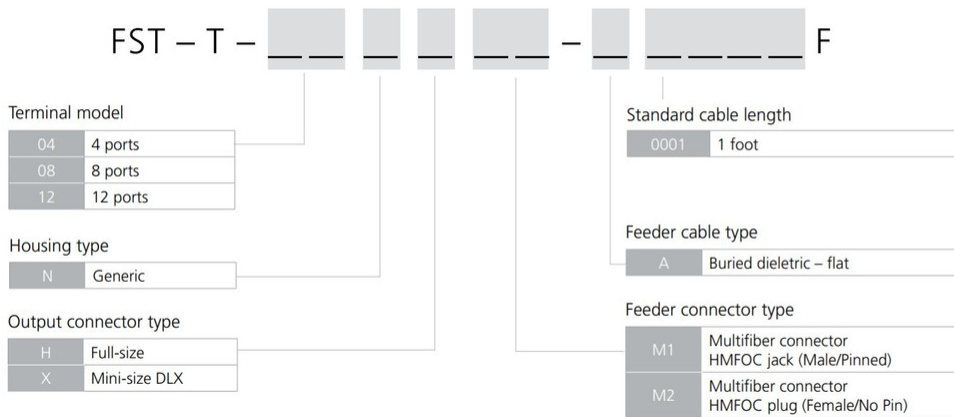 FST – T – __ __ __ __ __ __ – __ __ __ __ __ F
Terminal model
04 4 ports
08 8 ports
12 12 ports
Housing type
N Generic
Output connector type
H Full-size
X Mini-size DLX
Standard cable length
0001 1 foot
Feeder cable type
A Buried dieletric – flat
Feeder connector type
M1 Multifiber connector
HMFOC jack (Male/Pinned)
M2 Multifiber connector
HMFOC plug (Female/No Pin)